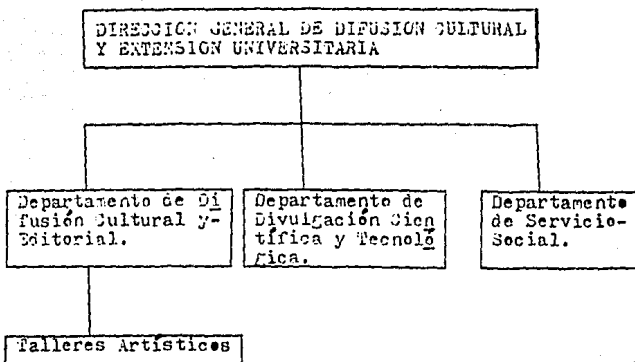 DIRECCION GENERAL DE DIFUSION CULTURAL
Y EXTENSION UNIVERSITARIA
Departamento de Di
fusión Cultural y-
Editorial.
Departamento de
Divulgación Cien
tífica y Tecnoló
gica.
Departamento
de Servicio-
Social.
Talleres Artísticos